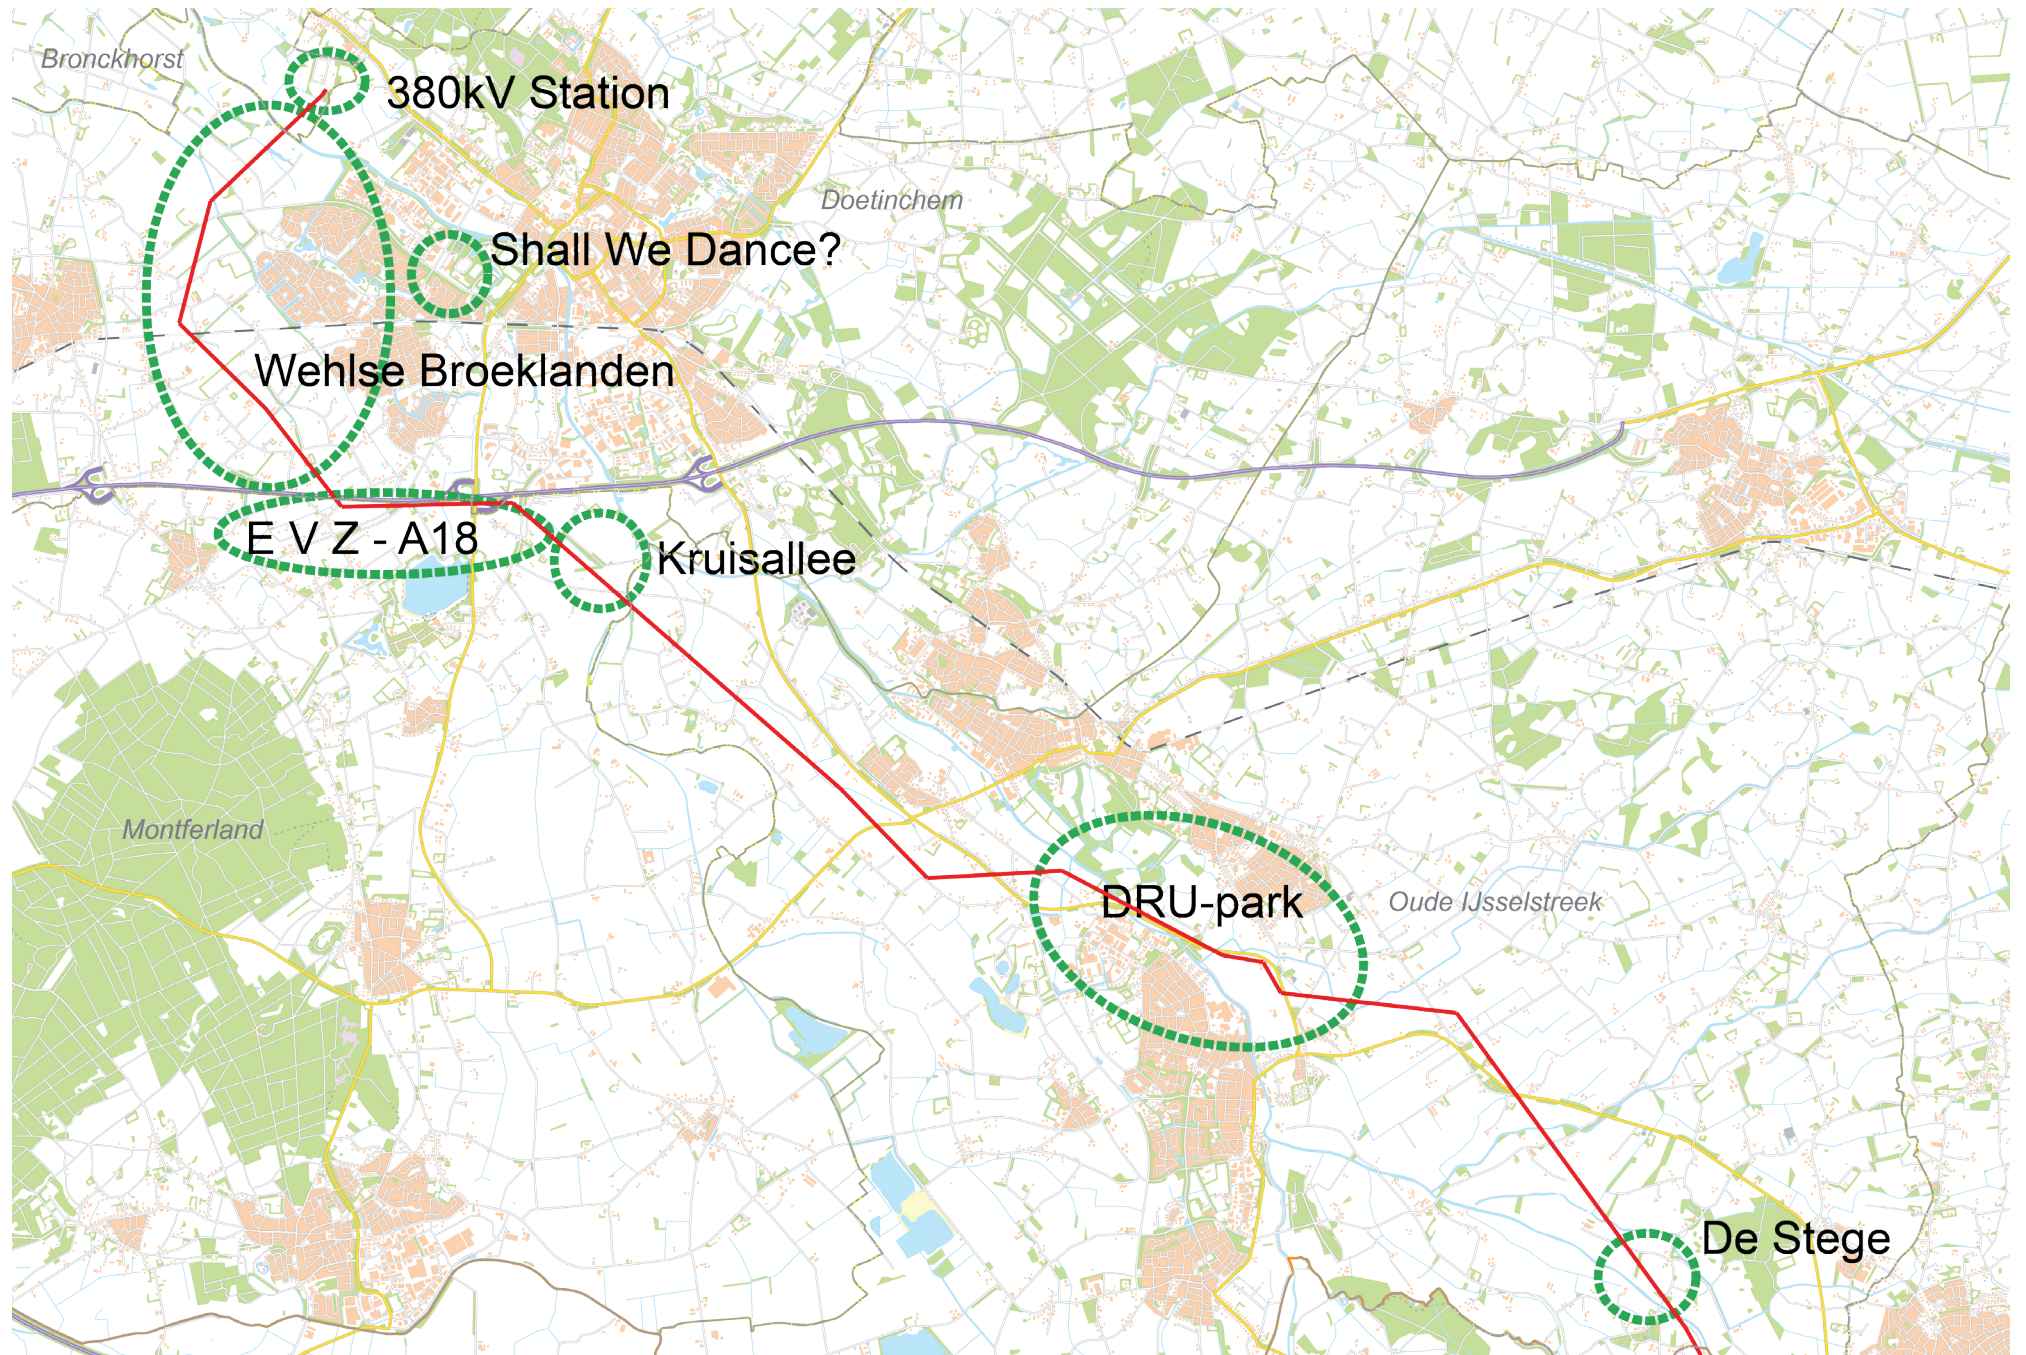 Bronckhorst
380kV Station
Doetinchem
Shall We Dance?
Wehlse Broeklanden
E V Z - A18
Kruisallee
Montferland
DRU-park
Oude IJsselstreek
De Stege